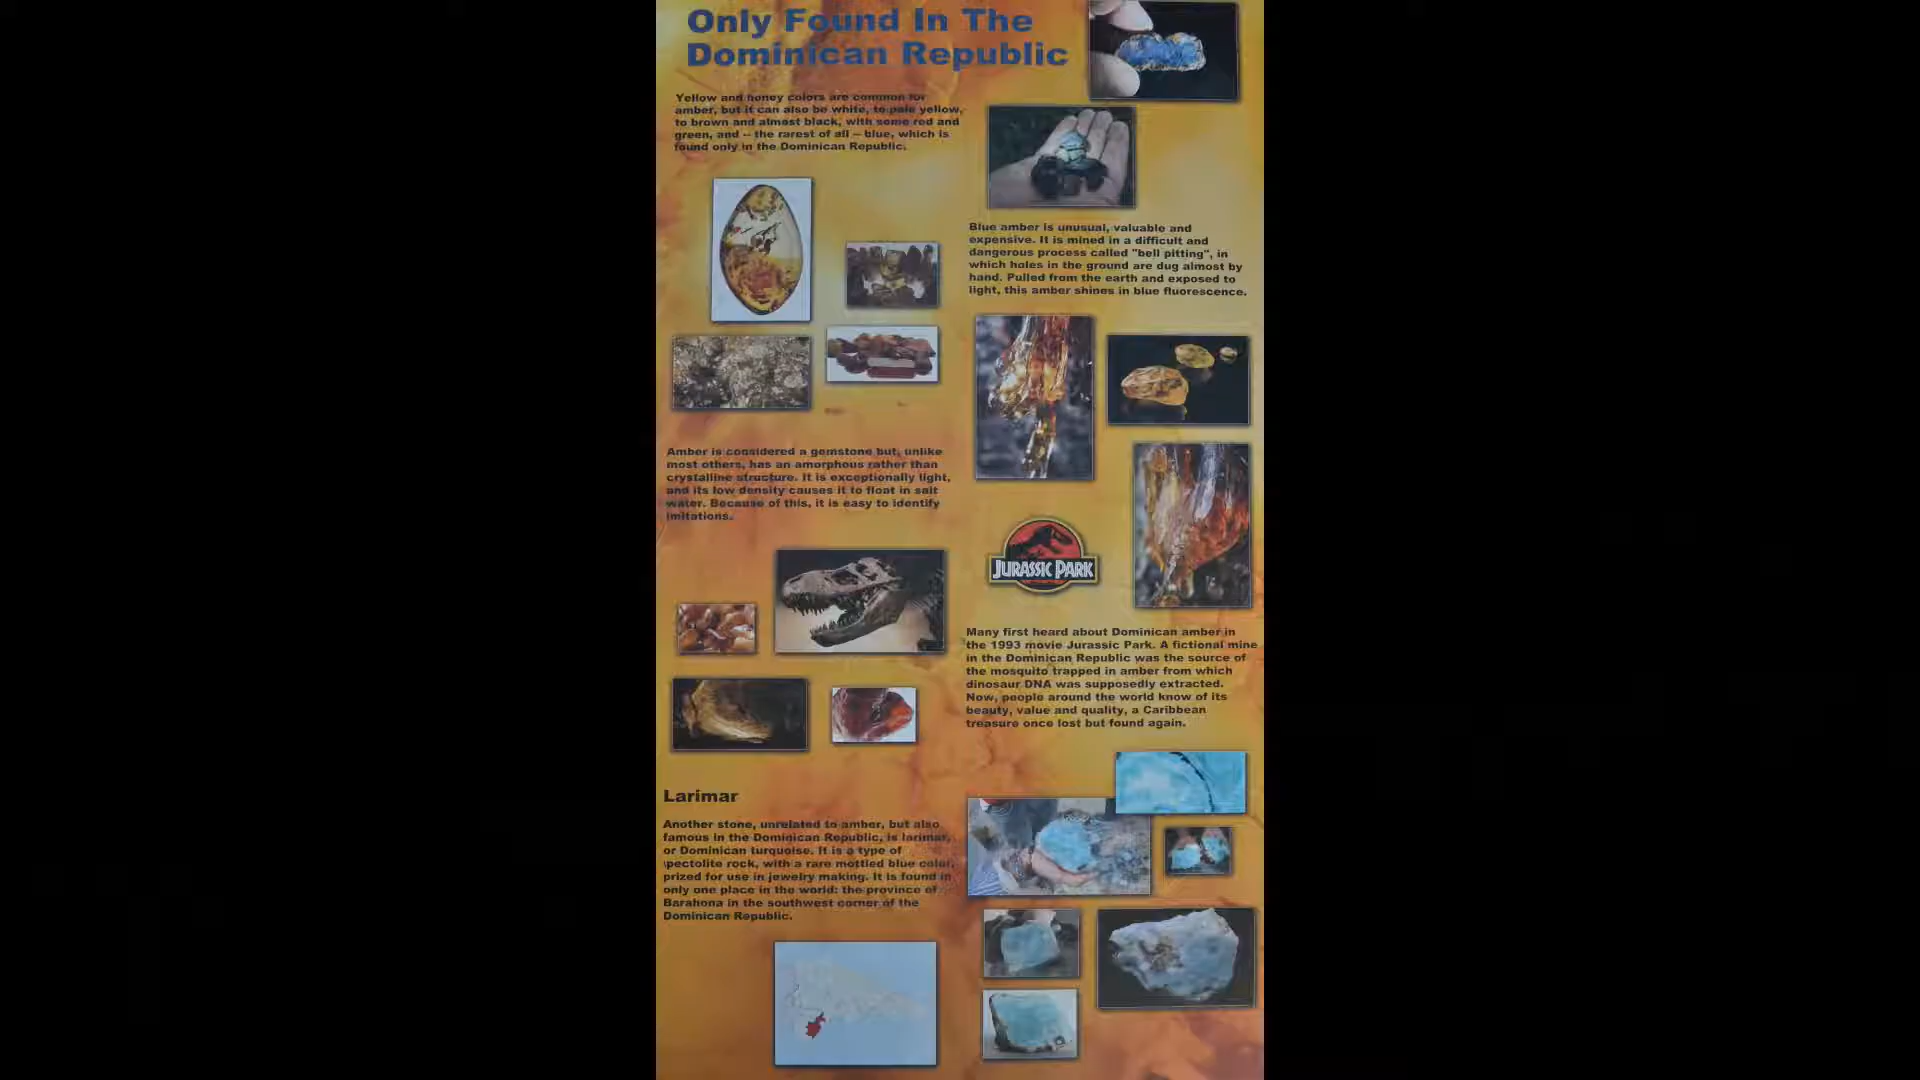 Only Found In The
Dominican Republic
Yellow and honey colors are common for
amber, but it can also be white, to pale yellow,
to brown and almost black, with some red and
green, and -- the rarest of all -- blue, which is
found only in the Dominican Republic.
Blue amber is unusual, valuable and
expensive. It is mined in a difficult and
dangerous process called "bell pitting", in
which holes in the ground are dug almost by
hand. Pulled from the earth and exposed to
light, this amber shines in blue fluorescence.
Amber is considered a gemstone but, unlike
most others, has an amorphous rather than
crystalline structure. It is exceptionally light,
and its low density causes it to float in salt
water. Because of this, it is easy to identify
imitations.
JURASSIC PARK
Many first heard about Dominican amber in
the 1993 movie Jurassic Park. A fictional mine
in the Dominican Republic was the source of
the mosquito trapped in amber from which
dinosaur DNA was supposedly extracted.
Now, people around the world know of its
beauty, value and quality, a Caribbean
treasure once lost but found again.
Larimar
Another stone, unrelated to amber, but also
famous in the Dominican Republic, is larimar,
or Dominican turquoise. It is a type of
pectolite rock, with a rare mottled blue color,
prized for use in jewelry making. It is found in
only one place in the world: the province of
Barahona in the southwest corner of the
Dominican Republic.